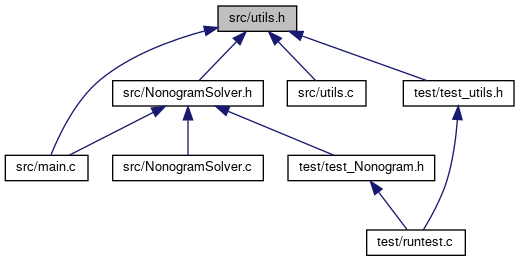 src/utils.h
src/NonogramSolver.h
src/utils.c
test/test_utils.h
src/main.c
src/NonogramSolver.c
test/test_Nonogram.h
test/runtest.c